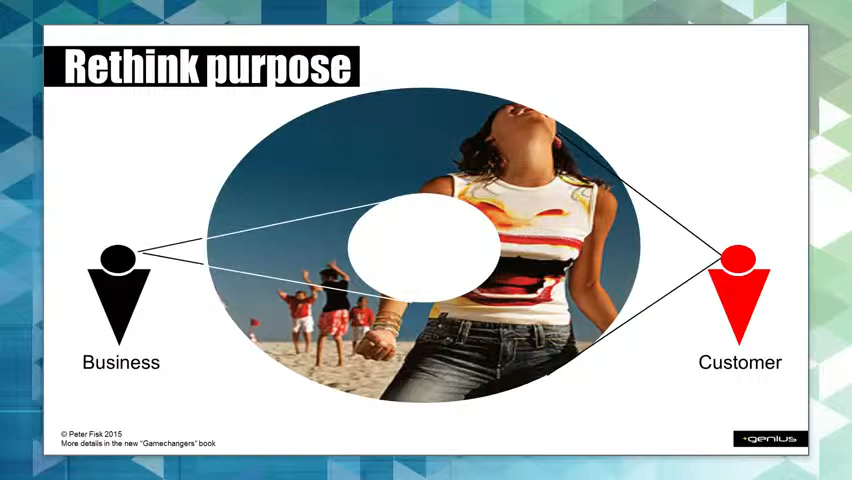 Rethink purpose
Business
Customer
© Peter Fisk 2015
More details in the new "Gamechangers" book
+genius